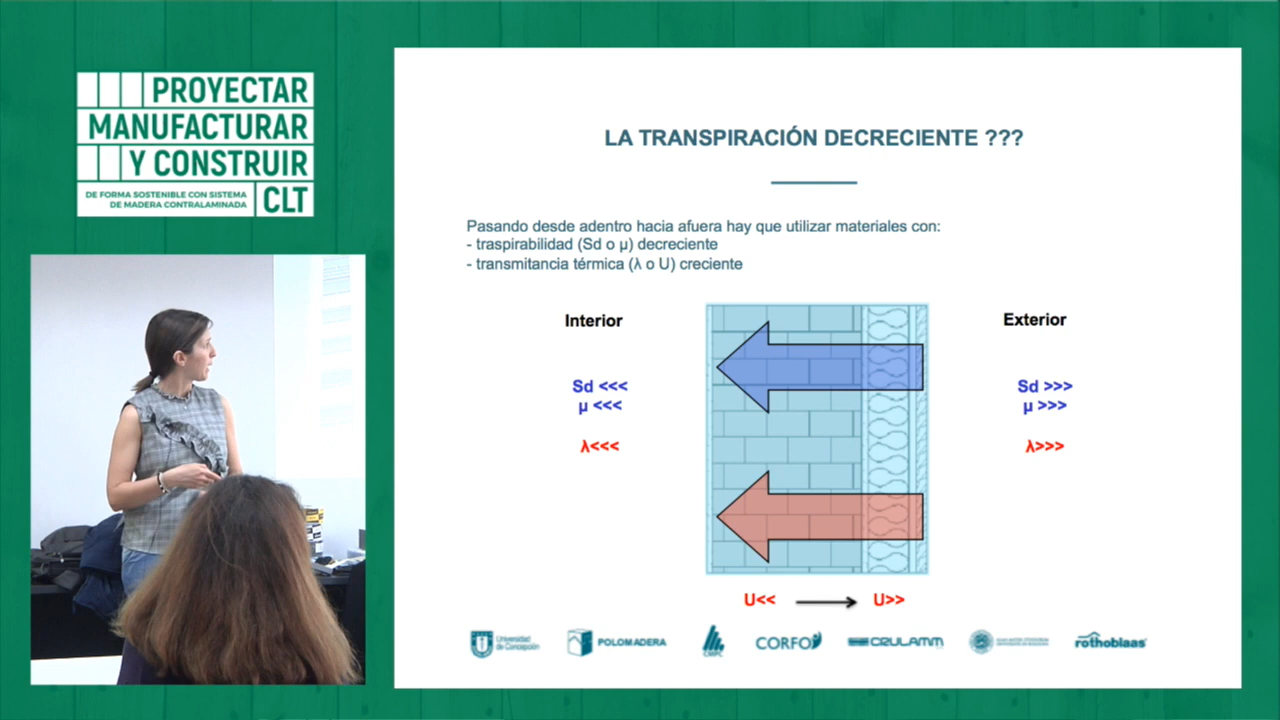 PROYECTAR
MANUFACTURAR
Y CONSTRUIR
DE FORMA SOSTENIBLE CON SISTEMA
DE MADERA CONTRALAMINADA
CLT
LA TRANSPIRACIÓN DECRECIENTE ???
Pasando desde adentro hacia afuera hay que utilizar materiales con:
- traspirabilidad (Sd o µ) decreciente
- transmitancia térmica (λ o U) creciente
Interior
Exterior
Sd <<<
µ <<<
λ<<<
Sd >>>
µ >>>
λ>>>
U<<
U>>
Universidad
de Concepción
POLOMADERA
CMPC
CORFO
CRULAMM
rothoblaas